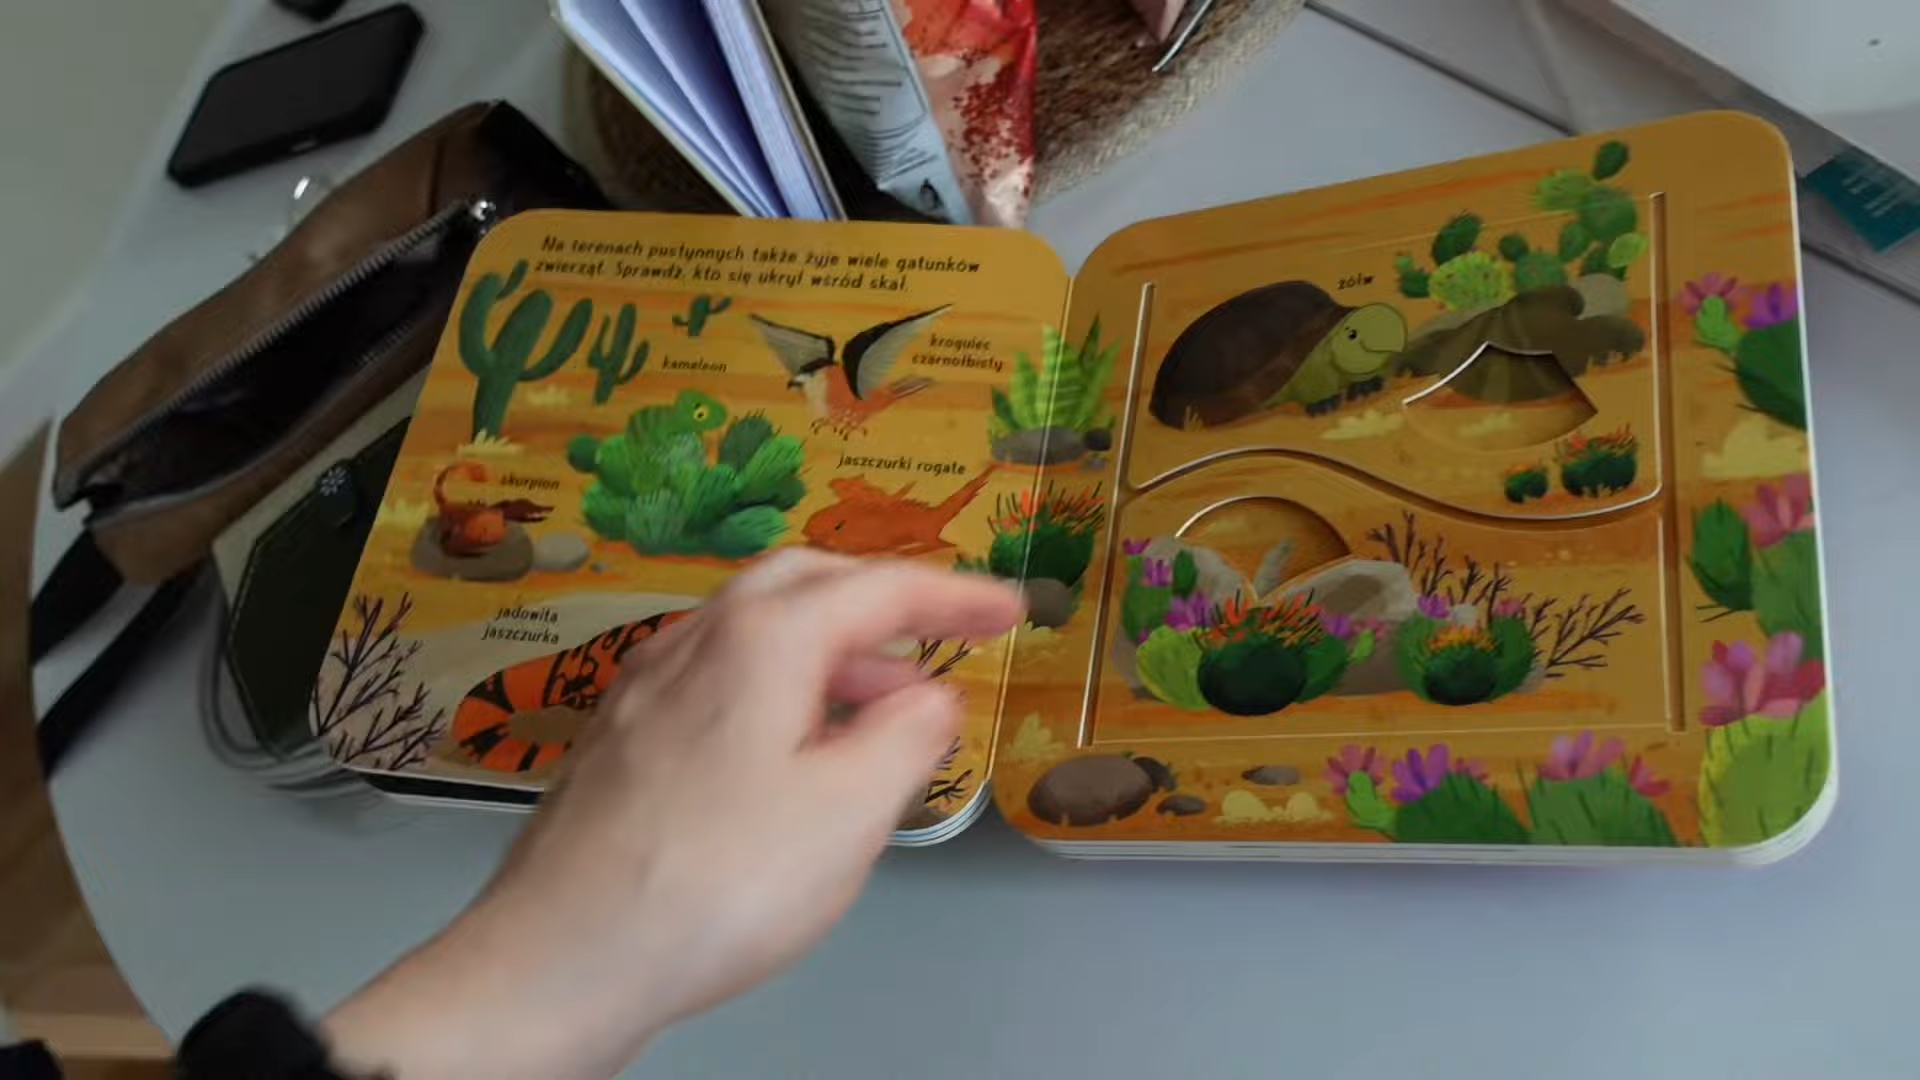 Na terenach pustynnych także żyje wiele gatunków
zwierząt. Sprawdź, kto się ukrył wśród skał.
kameleon
krogulec
czarnolbisty
skorpion
jaszczurki rogate
jadowita
jaszczurka
żółw